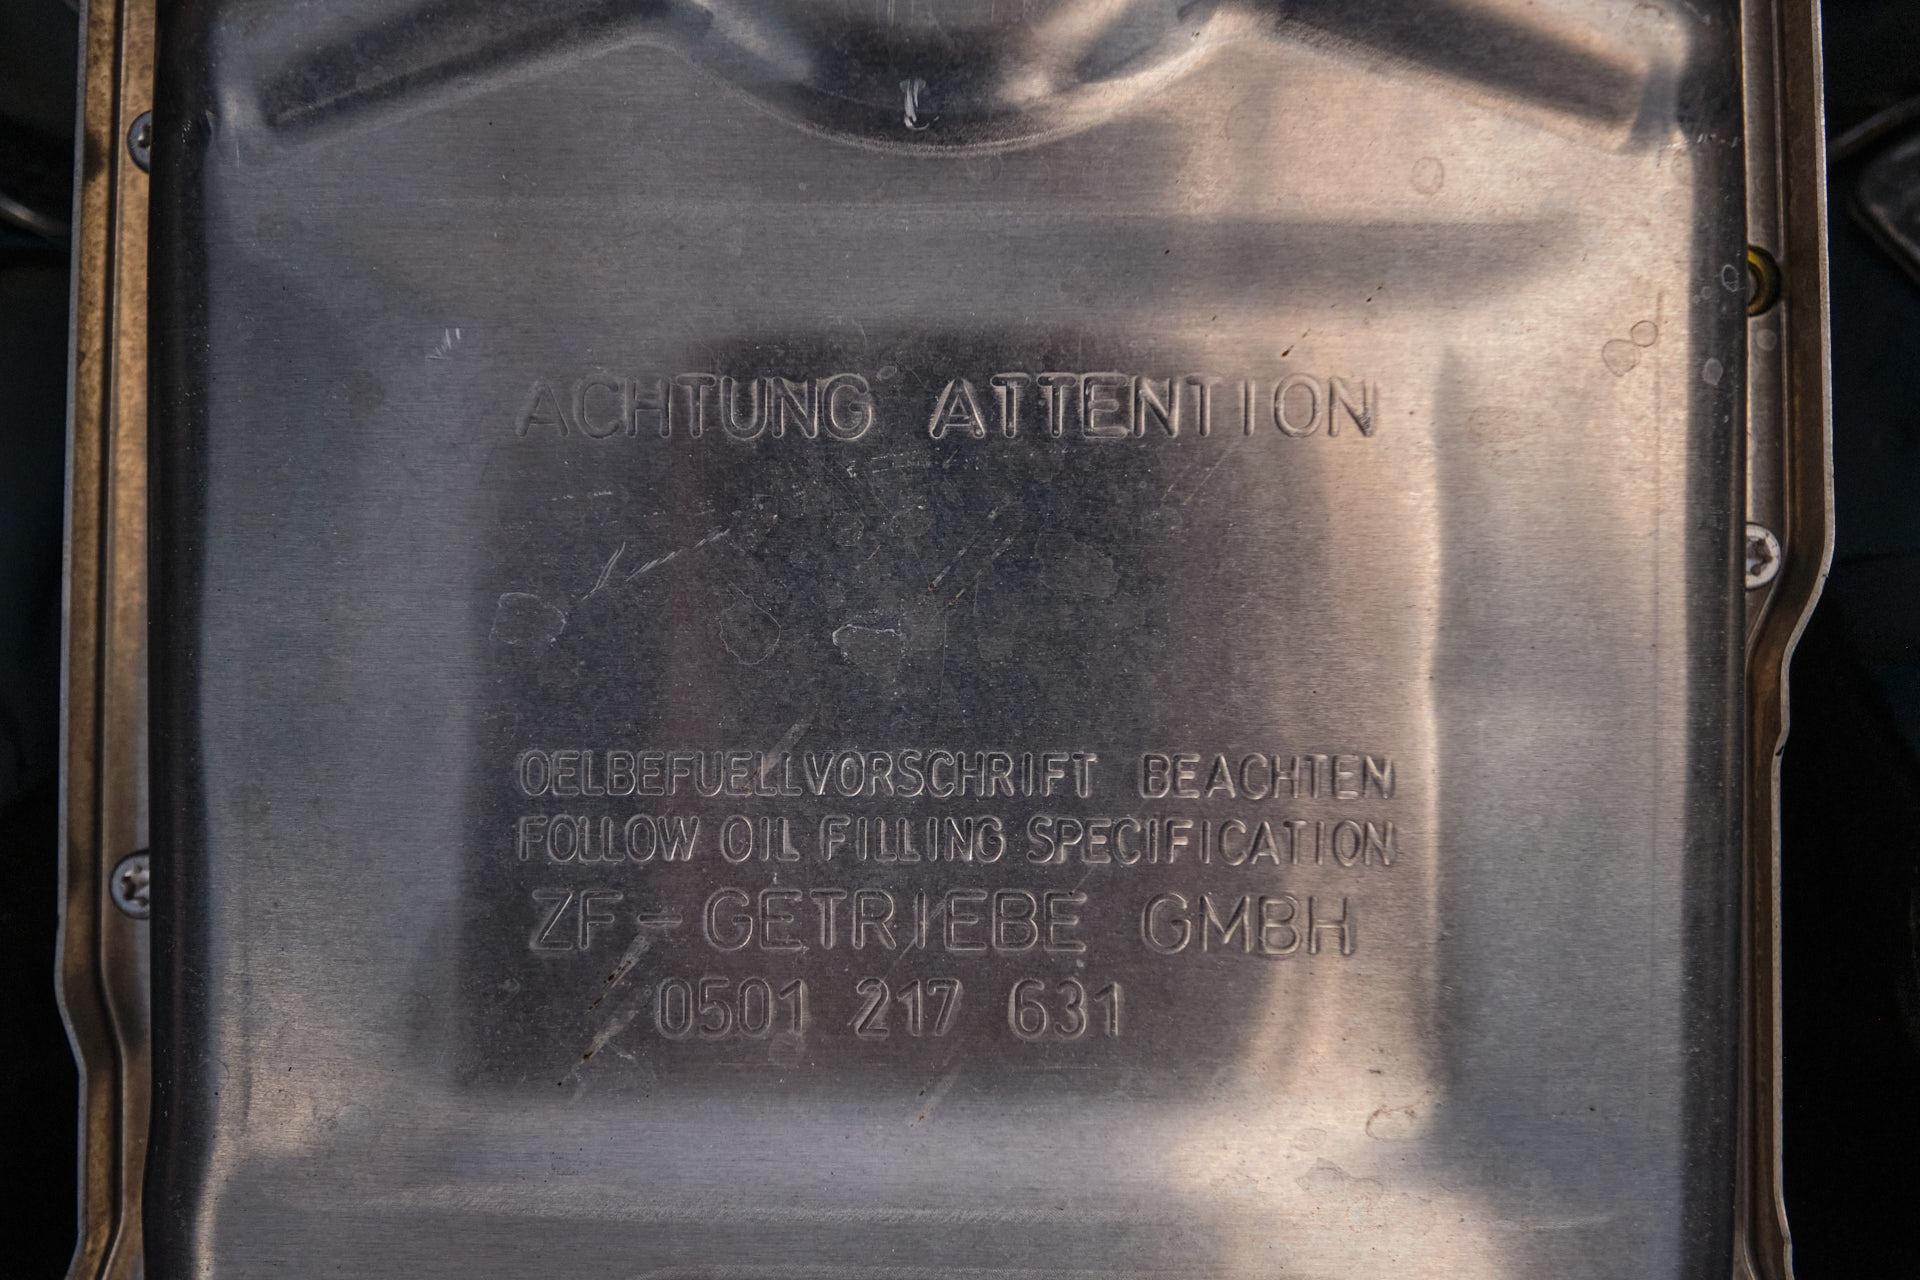 ACHTUNG ATTENTION
OELBEFUELLVORSCHRIFT BEACHTEN
FOLLOW OIL FILLING SPECIFICATION
ZF-GETRIEBE GMBH
0501 217 631